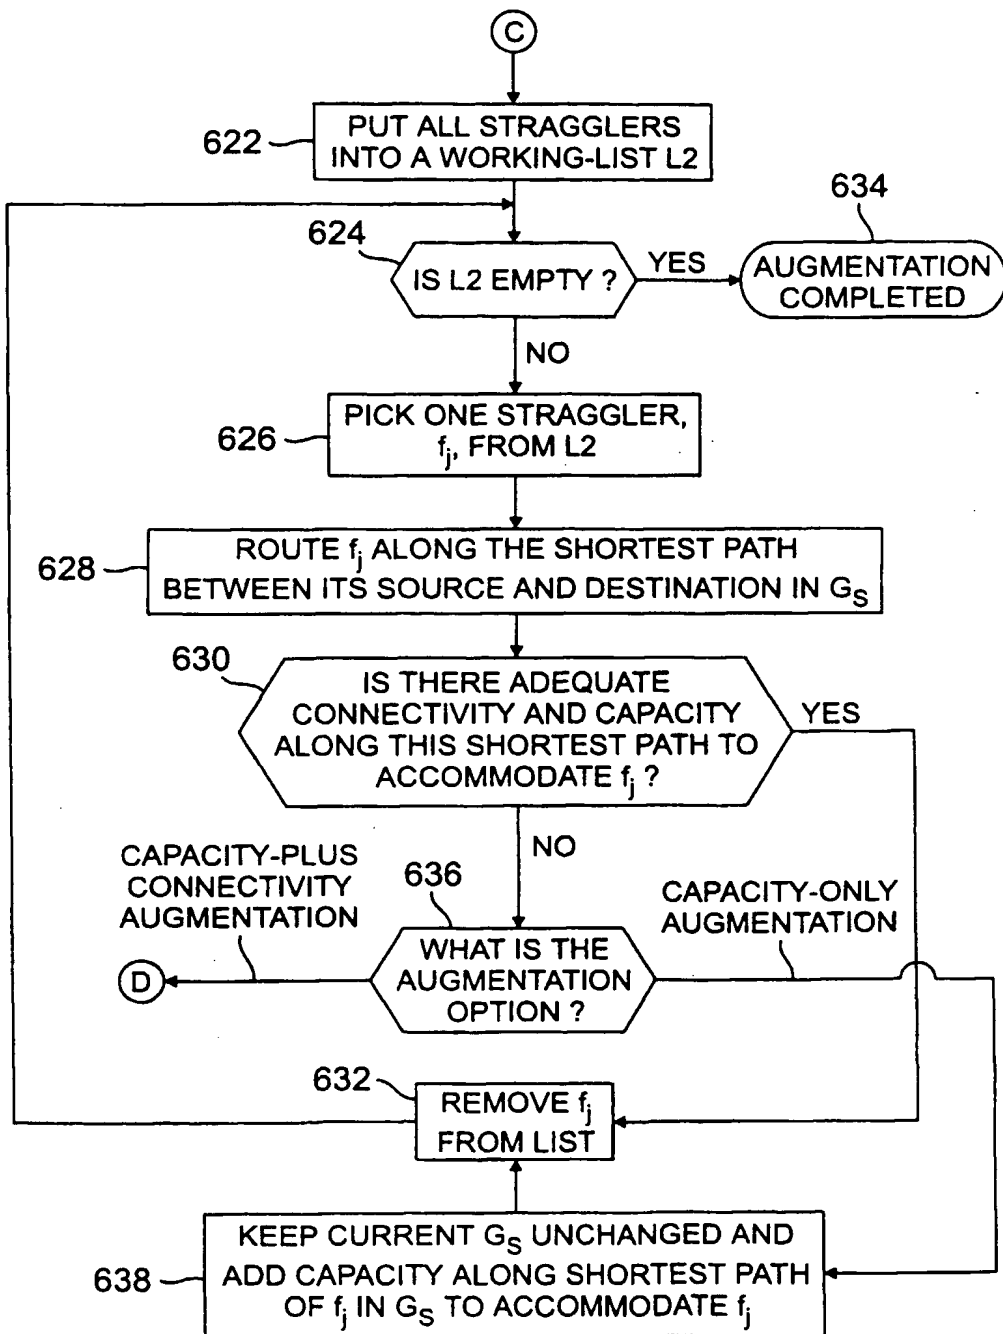 C
622
PUT ALL STRAGGLERS
INTO A WORKING-LIST L2
634
624
IS L2 EMPTY ?
YES
AUGMENTATION
COMPLETED
NO
626
PICK ONE STRAGGLER,
fj, FROM L2
628
ROUTE fj ALONG THE SHORTEST PATH
BETWEEN ITS SOURCE AND DESTINATION IN GS
630
IS THERE ADEQUATE
CONNECTIVITY AND CAPACITY
ALONG THIS SHORTEST PATH TO
ACCOMMODATE fj ?
YES
NO
CAPACITY-PLUS
CONNECTIVITY
AUGMENTATION
636
CAPACITY-ONLY
AUGMENTATION
D
WHAT IS THE
AUGMENTATION
OPTION ?
632
REMOVE fj
FROM LIST
638
KEEP CURRENT GS UNCHANGED AND
ADD CAPACITY ALONG SHORTEST PATH
OF fj IN GS TO ACCOMMODATE fj